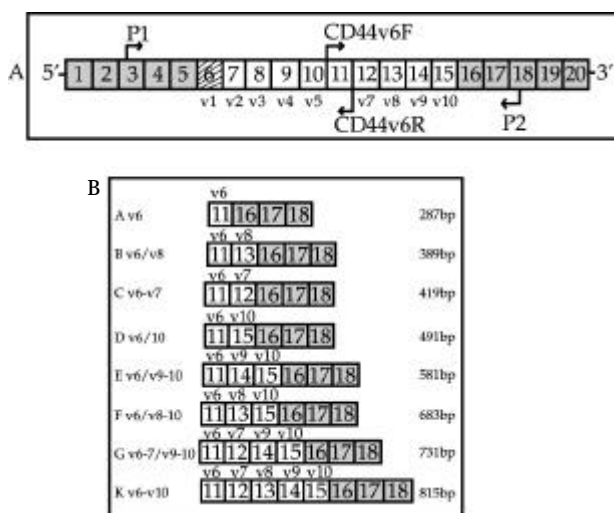 P1 CD44v6F
A 5′ 1 2 3 4 5 6 7 8 9 10 11 12 13 14 15 16 17 18 19 20 3′
v1 v2 v3 v4 v5 v7 v8 v9 v10
CD44v6R P2
B
v6
A v6 11 16 17 18 287bp
v6 v8
B v6/v8 11 13 16 17 18 389bp
v6 v7
C v6-v7 11 12 16 17 18 419bp
v6 v10
D v6/10 11 15 16 17 18 491bp
v6 v9 v10
E v6/v9-10 11 14 15 16 17 18 581bp
v6 v8 v10
F v6/v8-10 11 13 15 16 17 18 683bp
v6 v7 v9 v10
G v6-7/v9-10 11 12 14 15 16 17 18 731bp
v6 v7 v8 v9 v10
K v6-v10 11 12 13 14 15 16 17 18 815bp